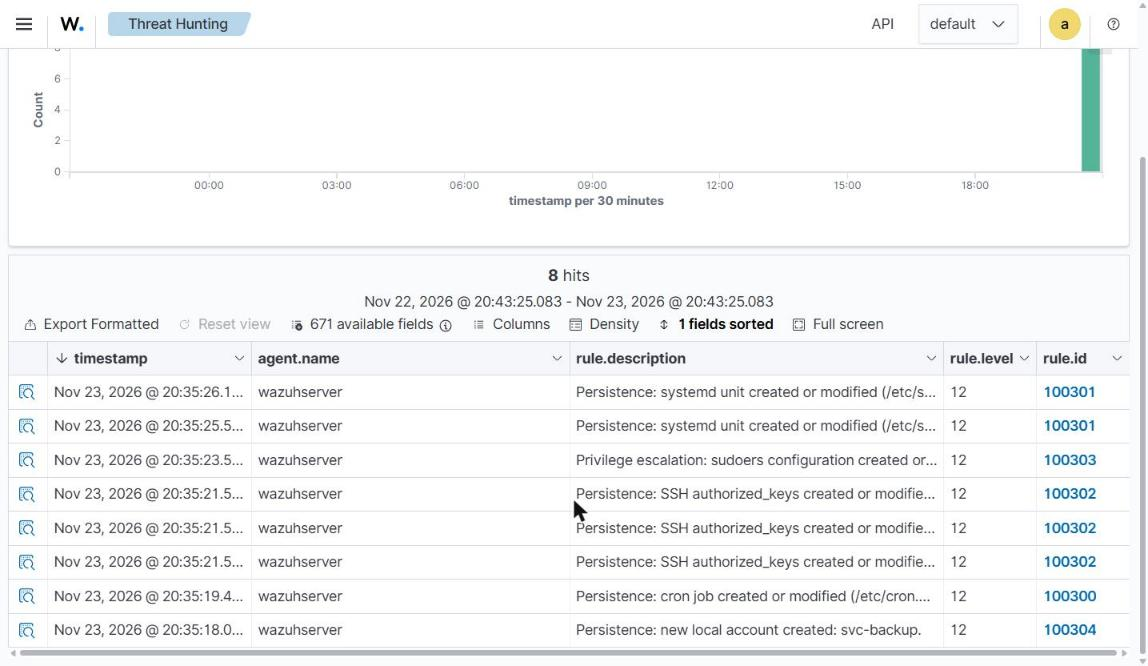 W. Threat Hunting API default a
8
6
4
2
0
Count
00:00 03:00 06:00 09:00 12:00 15:00 18:00
timestamp per 30 minutes
8 hits
Nov 22, 2026 @ 20:43:25.083 - Nov 23, 2026 @ 20:43:25.083
Export Formatted Reset view 671 available fields Columns Density 1 fields sorted Full screen
timestamp agent.name rule.description rule.level rule.id
Nov 23, 2026 @ 20:35:26.1... wazuhserver Persistence: systemd unit created or modified (/etc/s... 12 100301
Nov 23, 2026 @ 20:35:25.5... wazuhserver Persistence: systemd unit created or modified (/etc/s... 12 100301
Nov 23, 2026 @ 20:35:23.5... wazuhserver Privilege escalation: sudoers configuration created or... 12 100303
Nov 23, 2026 @ 20:35:21.5... wazuhserver Persistence: SSH authorized_keys created or modifie... 12 100302
Nov 23, 2026 @ 20:35:21.5... wazuhserver Persistence: SSH authorized_keys created or modifie... 12 100302
Nov 23, 2026 @ 20:35:21.5... wazuhserver Persistence: SSH authorized_keys created or modifie... 12 100302
Nov 23, 2026 @ 20:35:19.4... wazuhserver Persistence: cron job created or modified (/etc/cron.... 12 100300
Nov 23, 2026 @ 20:35:18.0... wazuhserver Persistence: new local account created: svc-backup. 12 100304